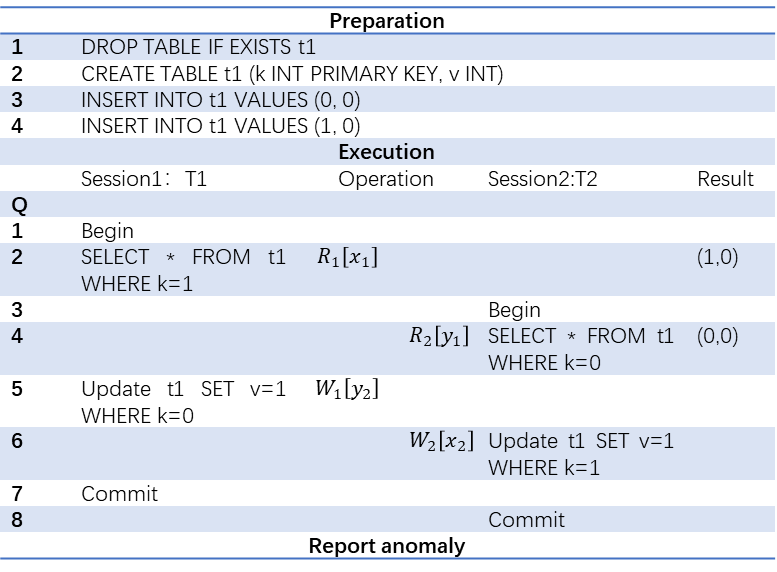 Preparation
1 DROP TABLE IF EXISTS t1
2 CREATE TABLE t1 (k INT PRIMARY KEY, v INT)
3 INSERT INTO t1 VALUES (0, 0)
4 INSERT INTO t1 VALUES (1, 0)
Execution
Session1： T1 Operation Session2:T2 Result
Q
1 Begin
2 SELECT * FROM t1 R₁[x₁] (1,0)
WHERE k=1
3 Begin
4 R₂[y₁] SELECT * FROM t1 (0,0)
WHERE k=0
5 Update t1 SET v=1 W₁[y₂]
WHERE k=0
6 W₂[x₂] Update t1 SET v=1
WHERE k=1
7 Commit
8 Commit
Report anomaly